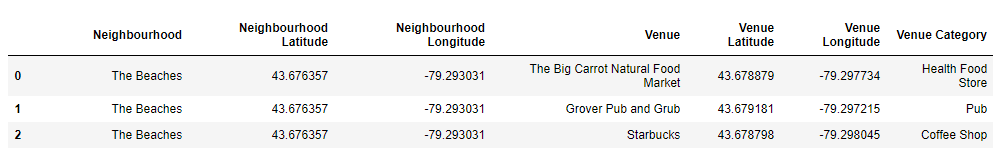 Neighbourhood Neighbourhood Latitude Neighbourhood Longitude Venue Venue Latitude Venue Longitude Venue Category
0 The Beaches 43.676357 -79.293031 The Big Carrot Natural Food Market 43.678879 -79.297734 Health Food Store
1 The Beaches 43.676357 -79.293031 Grover Pub and Grub 43.679181 -79.297215 Pub
2 The Beaches 43.676357 -79.293031 Starbucks 43.678798 -79.298045 Coffee Shop